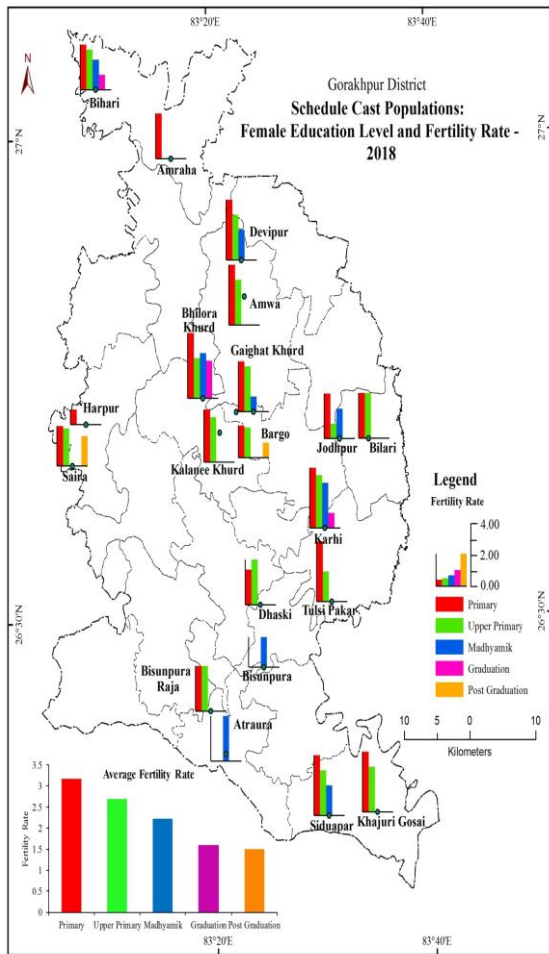 83°20'E
83°40'E
N
Bihari
Gorakhpur District
Schedule Cast Populations:
Female Education Level and Fertility Rate -
2018
27°N
27°N
Amraha
Devipur
Amwa
Bhilora
Khurd
Gaighat Khurd
Harpur
Bargo
Jodhpur
Bilari
Kalanee Khurd
Saira
Legend
Fertility Rate
4.00
2.00
0.00
Karhi
Primary
Dhaski
Tulsi Pakar
Upper Primary
26°30'N
26°30'N
Madhyamik
Bisunpura
Graduation
Bisunpura
Raja
Post Graduation
Atraura
10
0
10
Kilometers
Average Fertility Rate
Fertility Rate
3.5
3
2.5
2
1.5
1
0.5
0
Siduapar
Khajuri Gosai
Primary
Upper Primary
Madhyamik
Graduation
Post Graduation
83°20'E
83°40'E